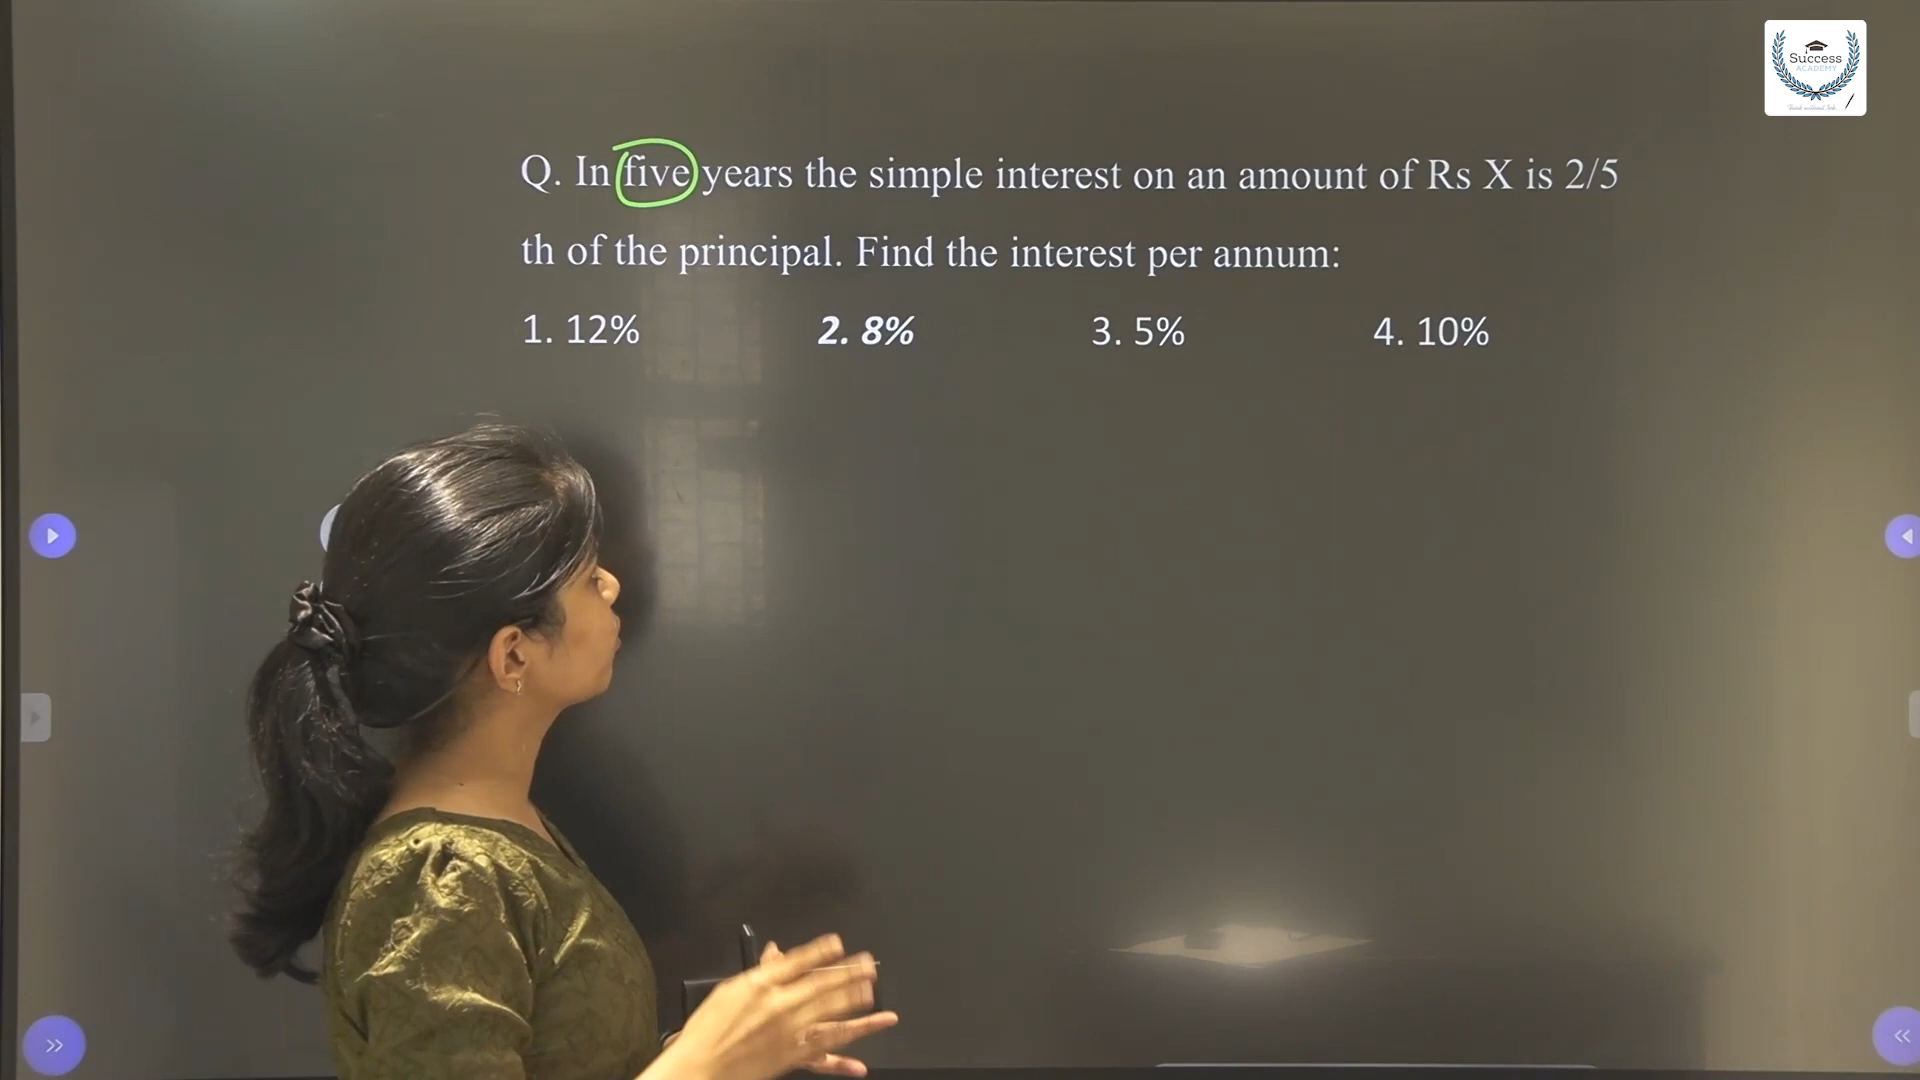 Success
ACADEMY
Q. In five years the simple interest on an amount of Rs X is 2/5
th of the principal. Find the interest per annum:
1. 12% 2. 8% 3. 5% 4. 10%